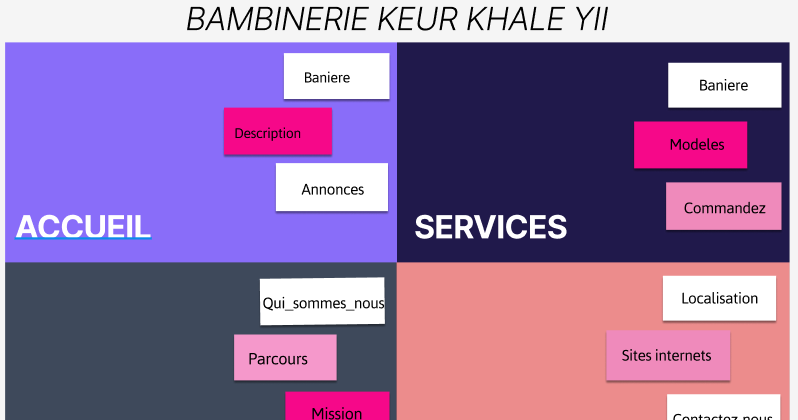 BAMBINERIE KEUR KHALE YII
Baniere
Description
Annonces
ACCUEIL
Baniere
Modeles
Commandez
SERVICES
Qui_sommes_nous
Parcours
Mission
Localisation
Sites internets
Contactez-nous